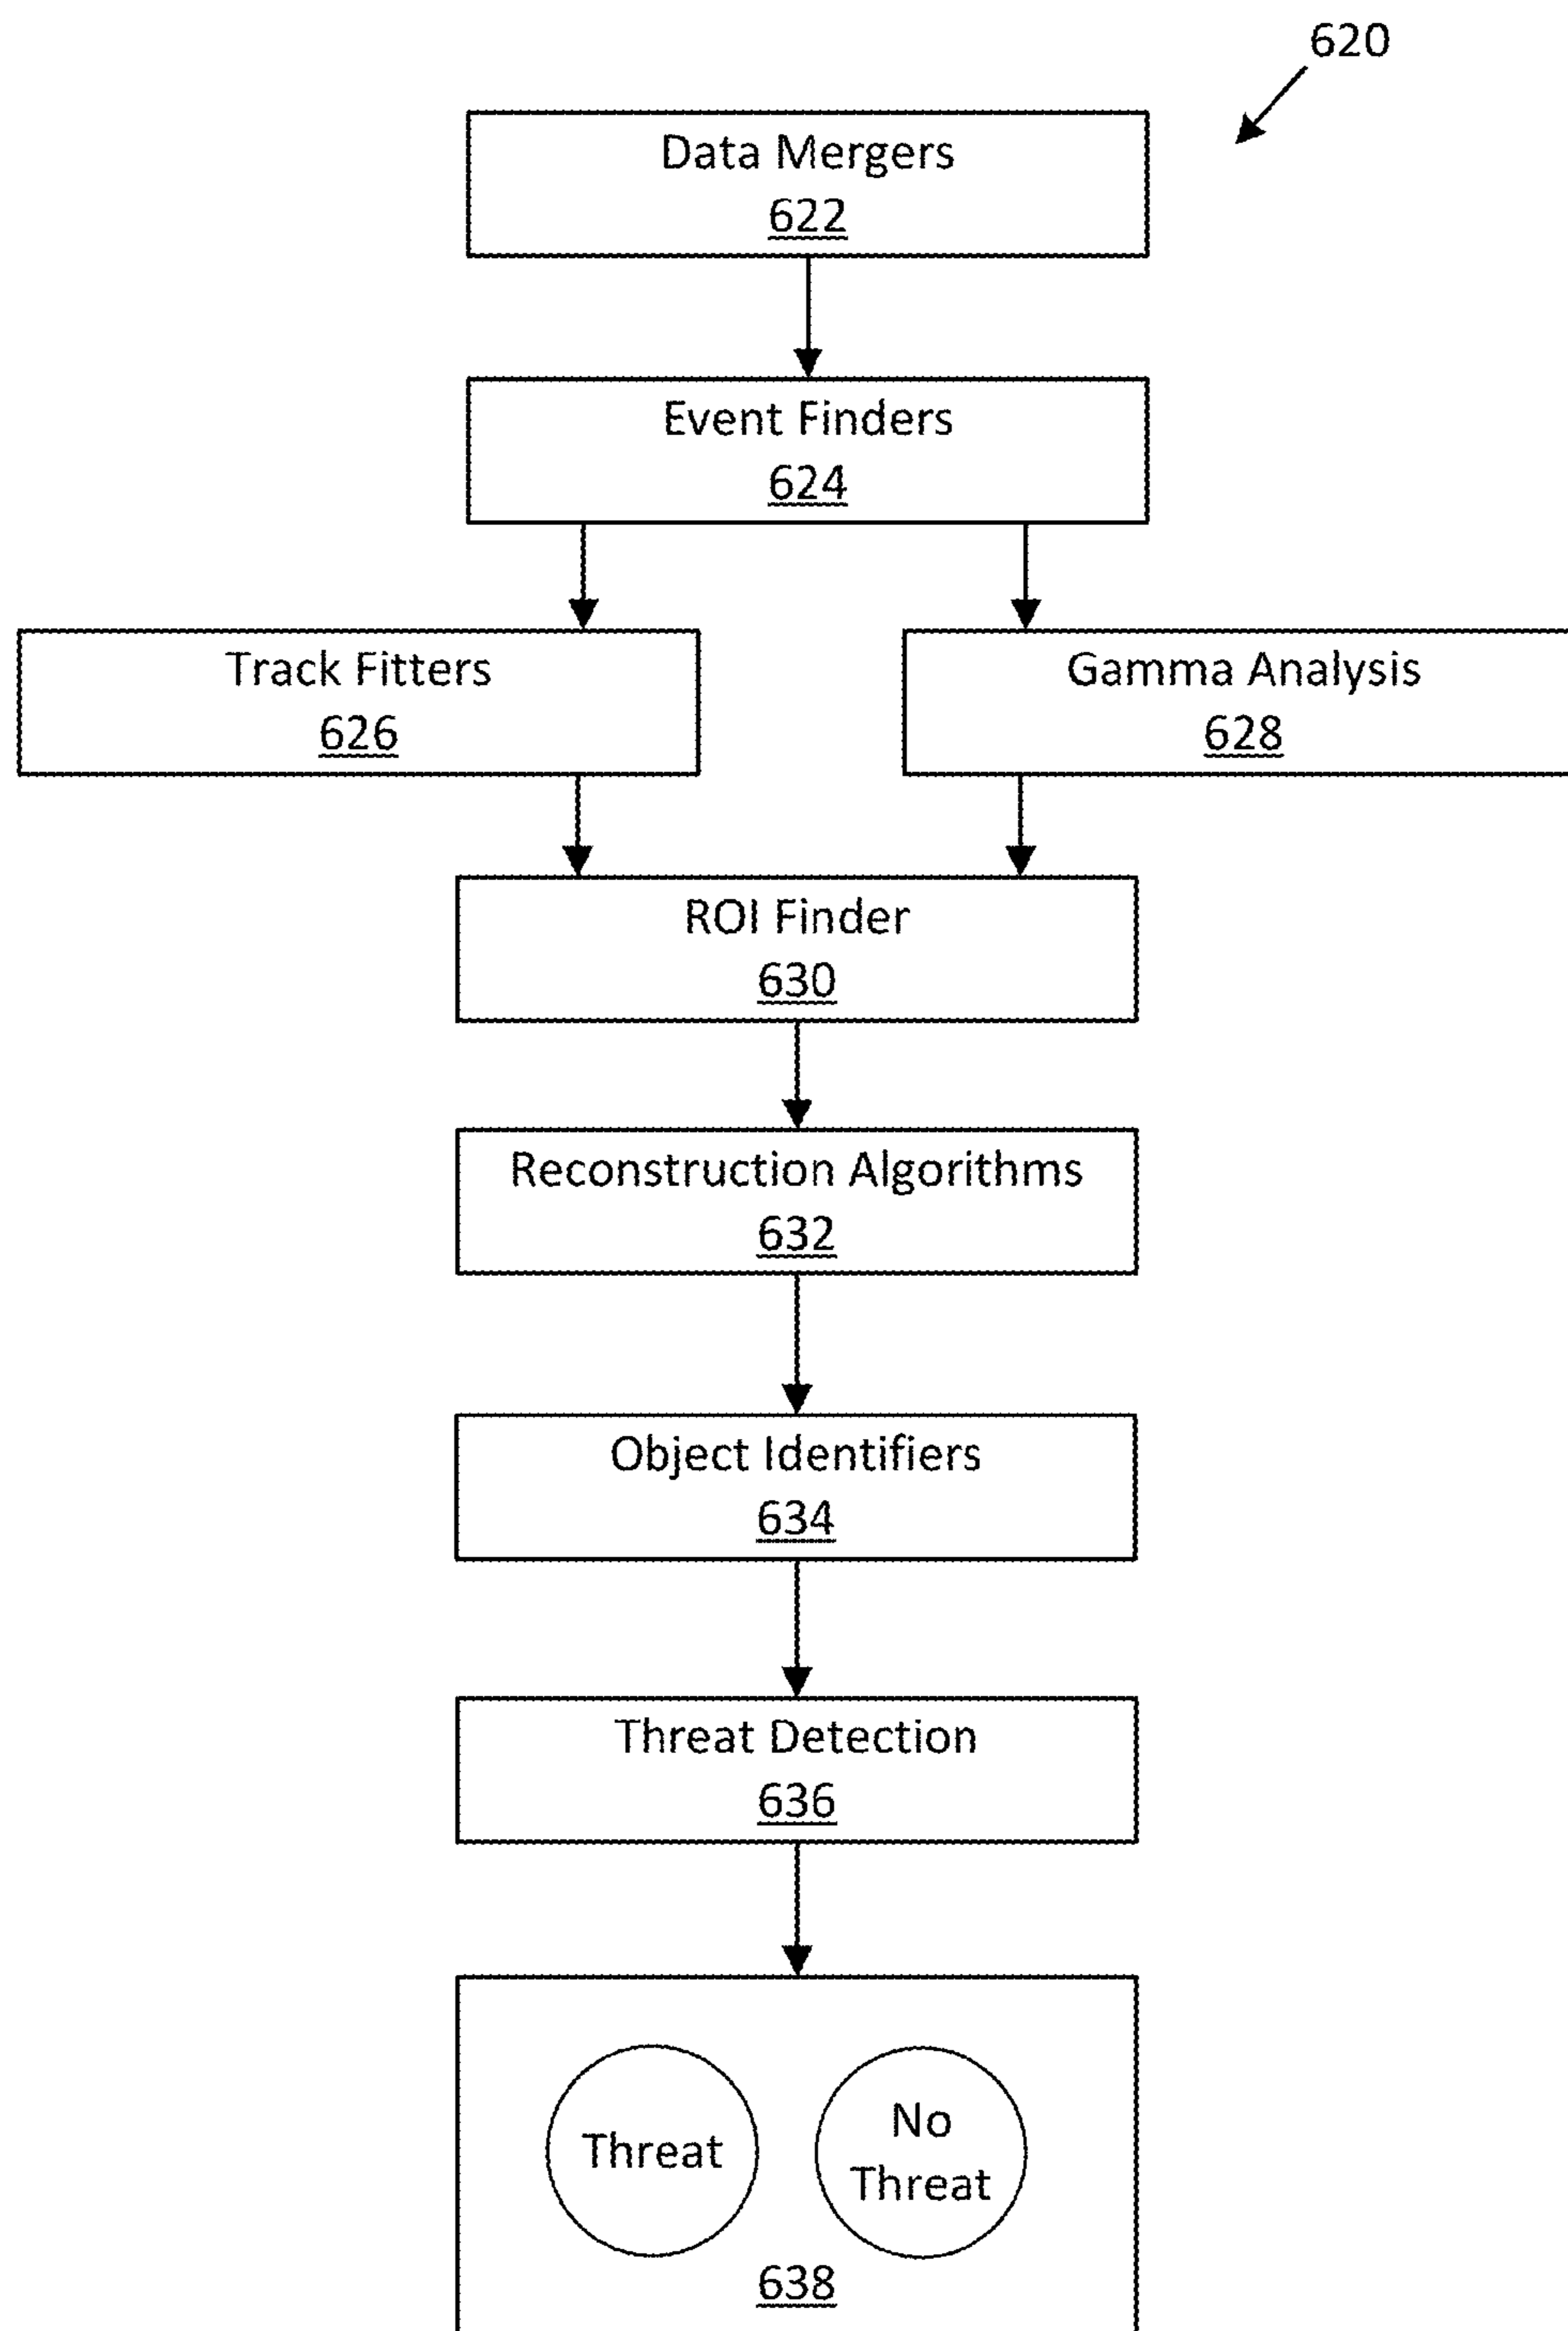 620
Data Mergers
622
Event Finders
624
Track Fitters
626
Gamma Analysis
628
ROI Finder
630
Reconstruction Algorithms
632
Object Identifiers
634
Threat Detection
636
Threat
No
Threat
638